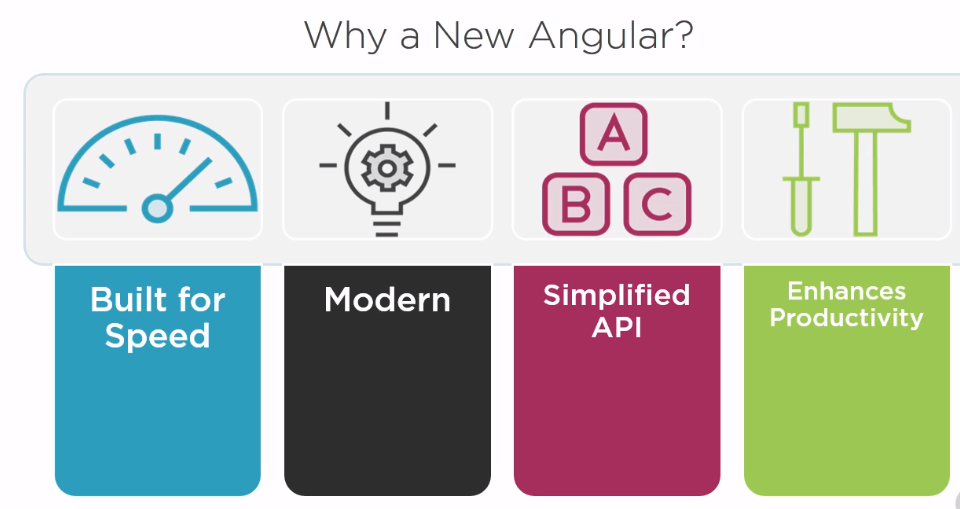 Why a New Angular?
A
B C
Built for
Speed
Modern
Simplified
API
Enhances
Productivity